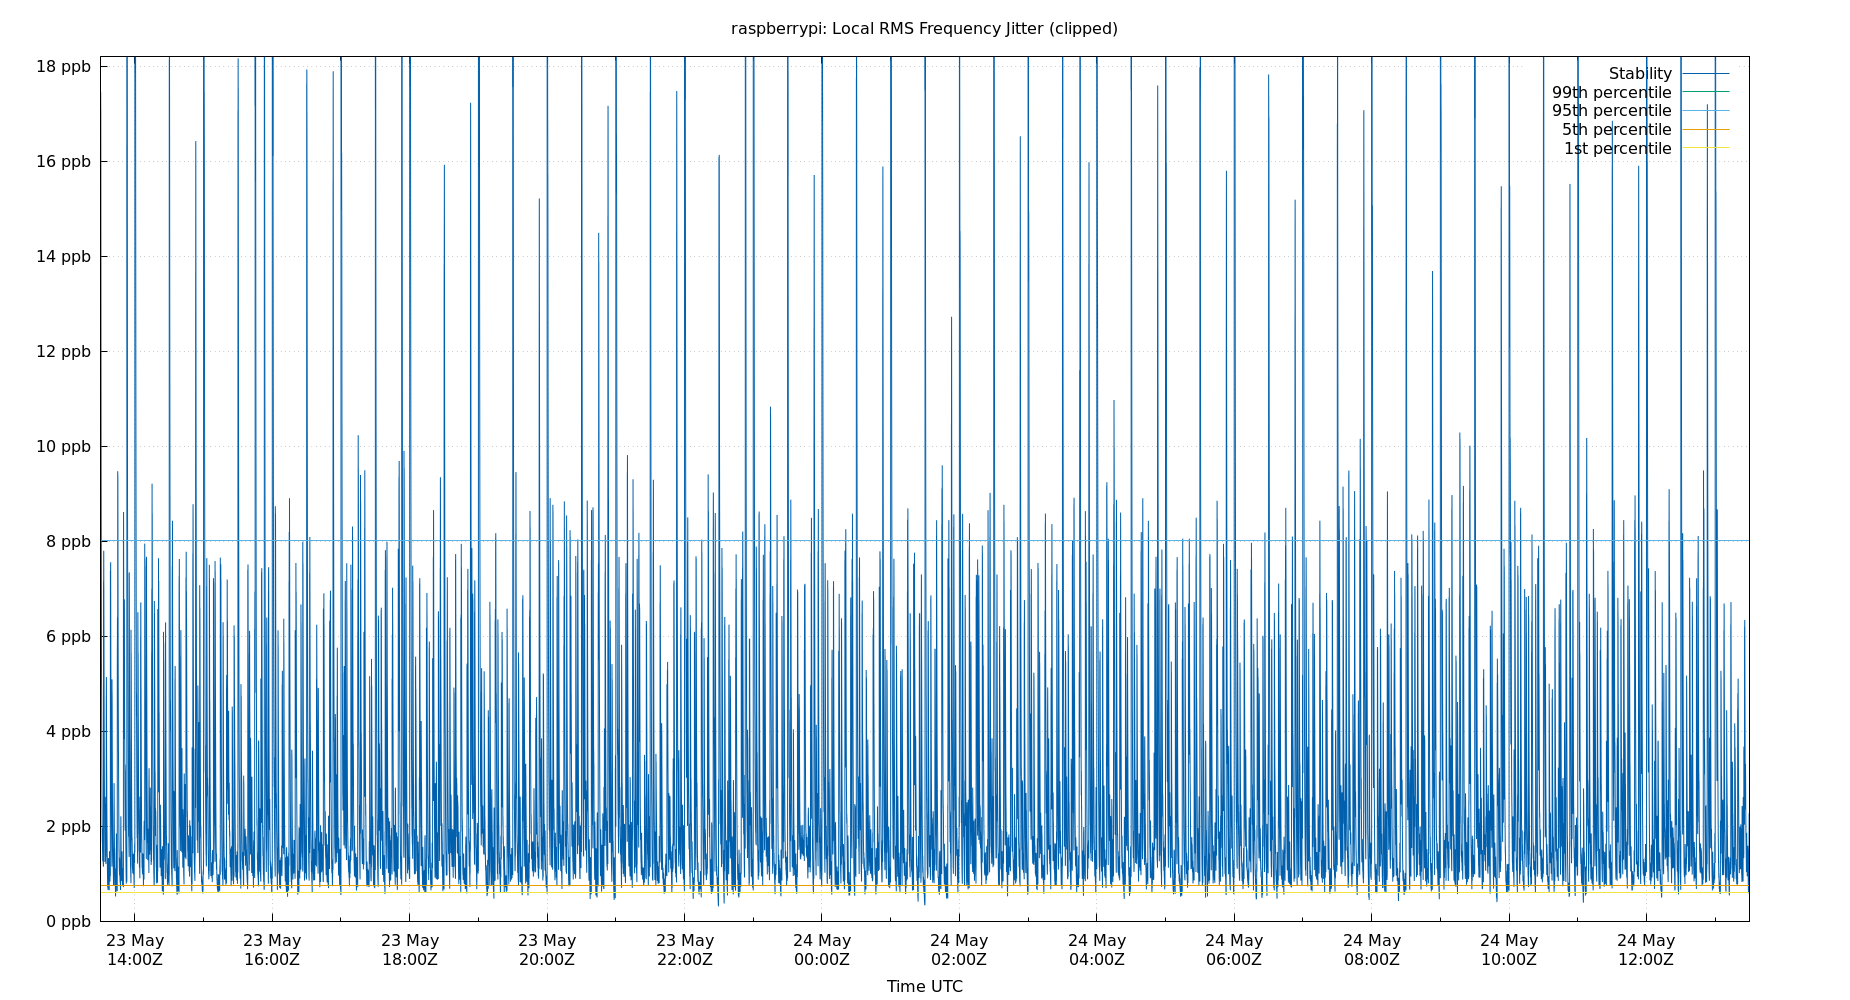 raspberrypi: Local RMS Frequency Jitter (clipped)
18 ppb
16 ppb
14 ppb
12 ppb
10 ppb
8 ppb
6 ppb
4 ppb
2 ppb
0 ppb
Stability
99th percentile
95th percentile
5th percentile
1st percentile
23 May 23 May 23 May 23 May 23 May 24 May 24 May 24 May 24 May 24 May 24 May 24 May
14:00Z 16:00Z 18:00Z 20:00Z 22:00Z 00:00Z 02:00Z 04:00Z 06:00Z 08:00Z 10:00Z 12:00Z
Time UTC